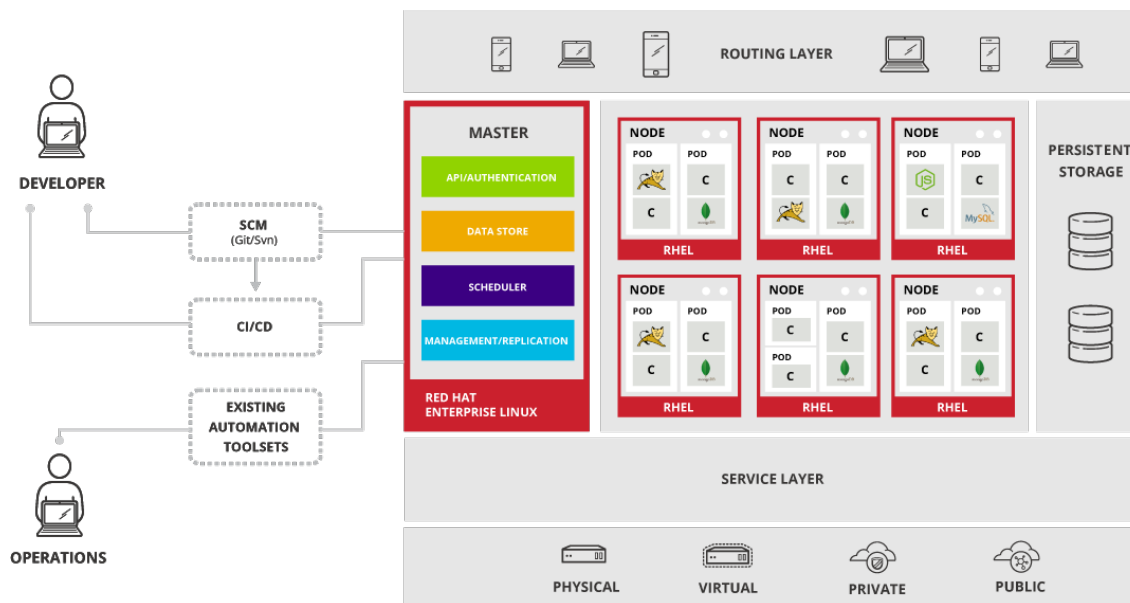 ROUTING LAYER
DEVELOPER
SCM
(Git/Svn)
CI/CD
EXISTING
AUTOMATION
TOOLSETS
OPERATIONS
MASTER
API/AUTHENTICATION
DATA STORE
SCHEDULER
MANAGEMENT/REPLICATION
RED HAT
ENTERPRISE LINUX
NODE
POD
POD
C
C
RHEL
NODE
POD
POD
C
C
RHEL
NODE
POD
POD
JS
C
C
MySQL
RHEL
NODE
POD
POD
C
C
RHEL
NODE
POD
POD
C
C
POD
C
RHEL
NODE
POD
POD
C
C
RHEL
PERSISTENT
STORAGE
SERVICE LAYER
PHYSICAL
VIRTUAL
PRIVATE
PUBLIC